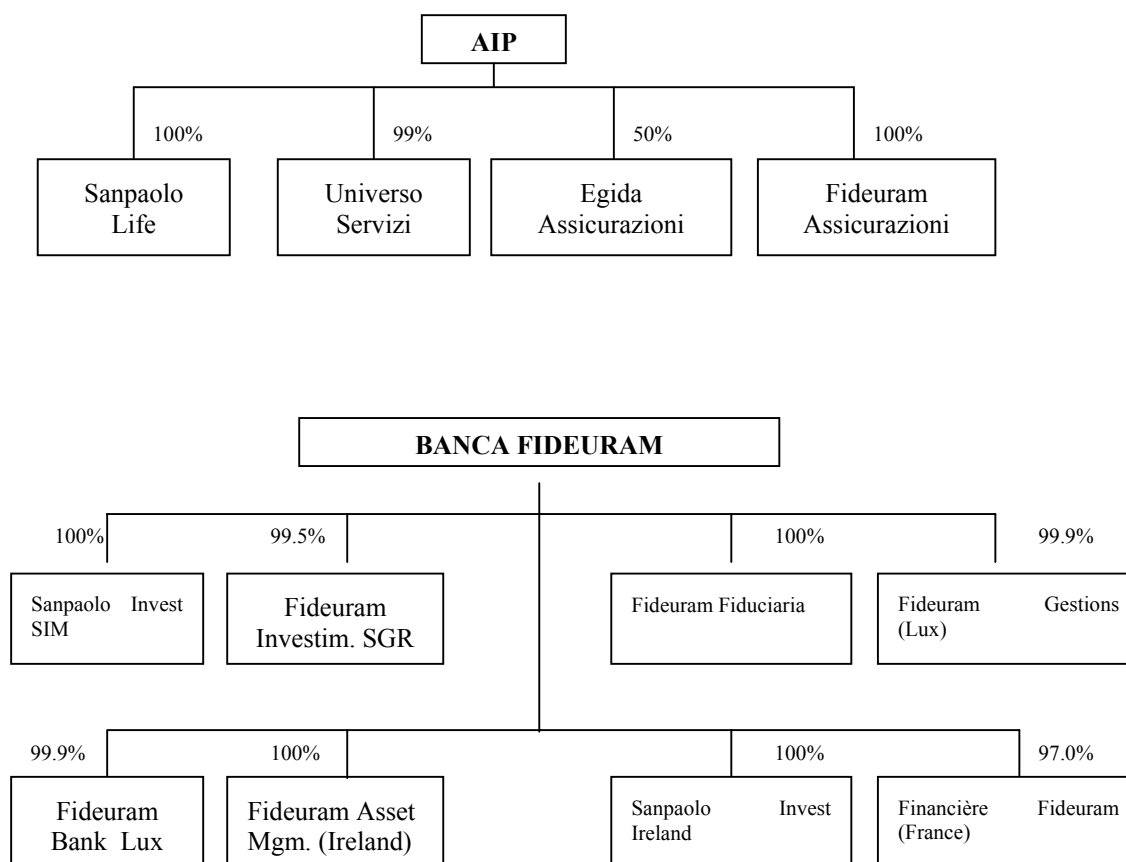 AIP
100%
99%
50%
100%
Sanpaolo
Life
Universo
Servizi
Egida
Assicurazioni
Fideuram
Assicurazioni
BANCA FIDEURAM
100%
99.5%
100%
99.9%
Sanpaolo Invest
SIM
Fideuram
Investim. SGR
Fideuram Fiduciaria
Fideuram Gestions
(Lux)
99.9%
100%
100%
97.0%
Fideuram
Bank Lux
Fideuram Asset
Mgm. (Ireland)
Sanpaolo Invest
Ireland
Financière Fideuram
(France)